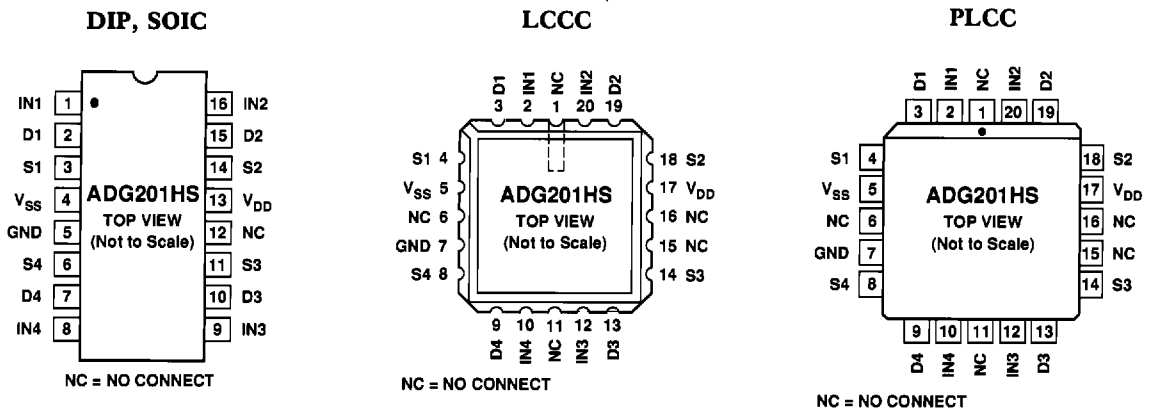 DIP, SOIC
IN1 1 16 IN2
D1 2 15 D2
S1 3 14 S2
VSS 4 13 VDD
GND 5 12 NC
S4 6 11 S3
D4 7 10 D3
IN4 8 9 IN3
ADG201HS
TOP VIEW
(Not to Scale)
NC = NO CONNECT
LCCC
D1 IN1 NC IN2 D2
3 2 1 20 19
S1 4 18 S2
VSS 5 17 VDD
NC 6 16 NC
GND 7 15 NC
S4 8 14 S3
ADG201HS
TOP VIEW
(Not to Scale)
9 10 11 12 13
D4 IN4 NC IN3 D3
NC = NO CONNECT
PLCC
D1 IN1 NC IN2 D2
3 2 1 20 19
S1 4 18 S2
VSS 5 17 VDD
NC 6 16 NC
GND 7 15 NC
S4 8 14 S3
ADG201HS
TOP VIEW
(Not to Scale)
9 10 11 12 13
D4 IN4 NC IN3 D3
NC = NO CONNECT